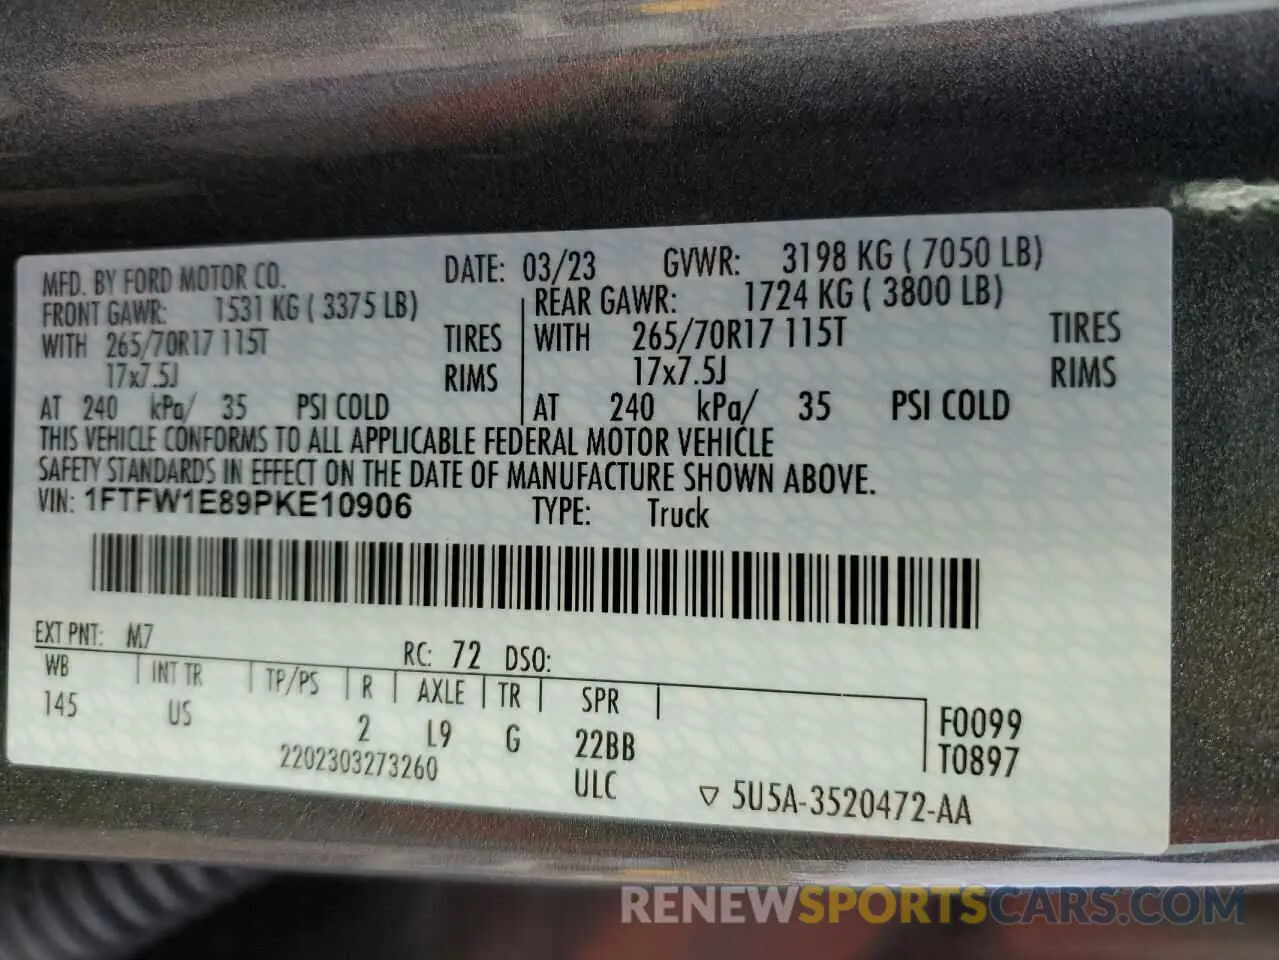 MFD. BY FORD MOTOR CO. DATE: 03/23 GVWR: 3198 KG ( 7050 LB)
FRONT GAWR: 1531 KG ( 3375 LB) REAR GAWR: 1724 KG ( 3800 LB)
WITH 265/70R17 115T TIRES WITH 265/70R17 115T TIRES
17x7.5J RIMS 17x7.5J RIMS
AT 240 kPa/ 35 PSI COLD AT 240 kPa/ 35 PSI COLD
THIS VEHICLE CONFORMS TO ALL APPLICABLE FEDERAL MOTOR VEHICLE
SAFETY STANDARDS IN EFFECT ON THE DATE OF MANUFACTURE SHOWN ABOVE.
VIN: 1FTFW1E89PKE10906 TYPE: Truck
EXT PNT: M7 RC: 72 DSO:
WB INT TR TP/PS R AXLE TR SPR
145 US 2 L9 G 22BB F0099
2202303273260 ULC T0897
▽ 5U5A-3520472-AA
RENEWSPORTSCARS.COM